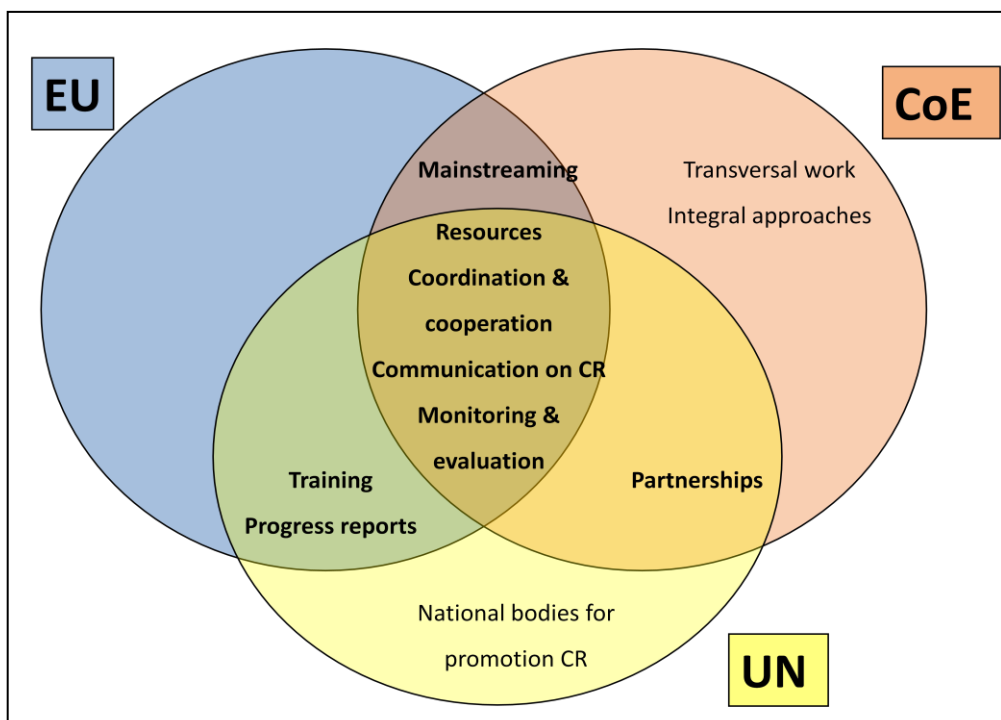 EU
CoE
Mainstreaming
Transversal work
Integral approaches
Resources
Coordination &
cooperation
Communication on CR
Monitoring &
evaluation
Training
Progress reports
Partnerships
National bodies for
promotion CR
UN